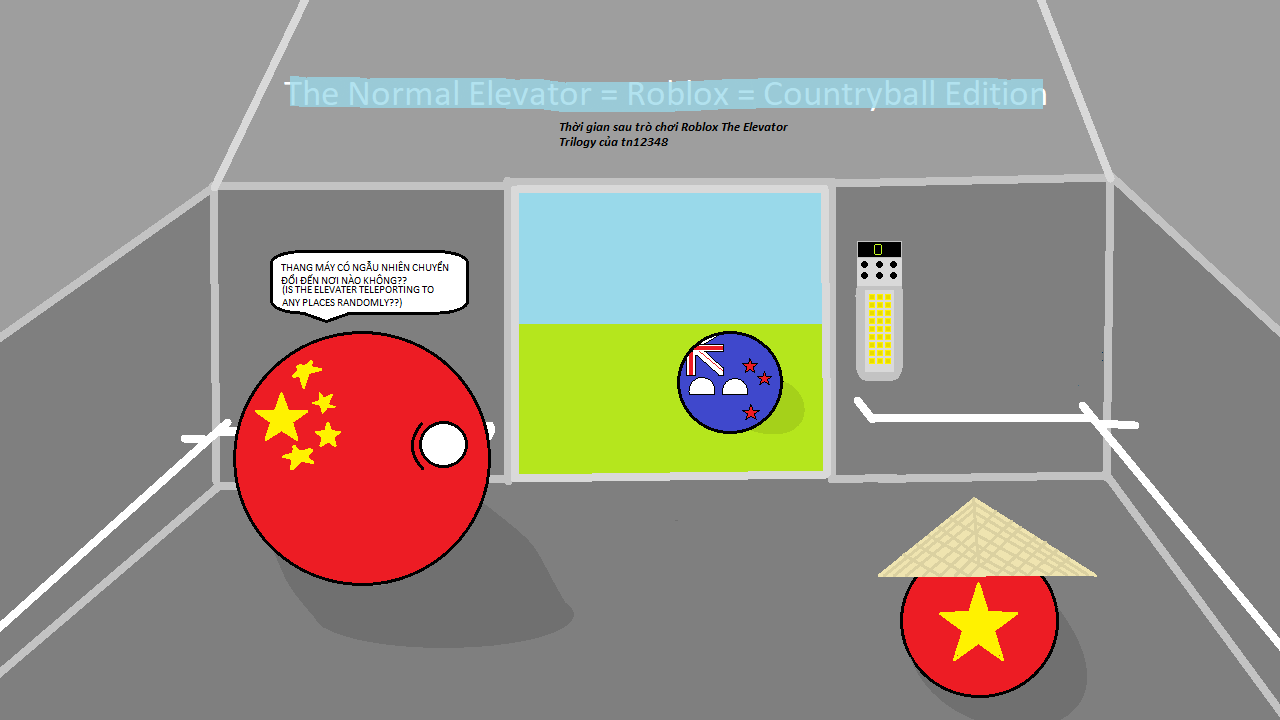 The Normal Elevator = Roblox = Countryball Edition
Thời gian sau trò chơi Roblox The Elevator
Trilogy của tn12348
THANG MÁY CÓ NGẪU NHIÊN CHUYỂN
ĐỔI ĐẾN NƠI NÀO KHÔNG??
(IS THE ELEVATER TELEPORTING TO
ANY PLACES RANDOMLY??)
0